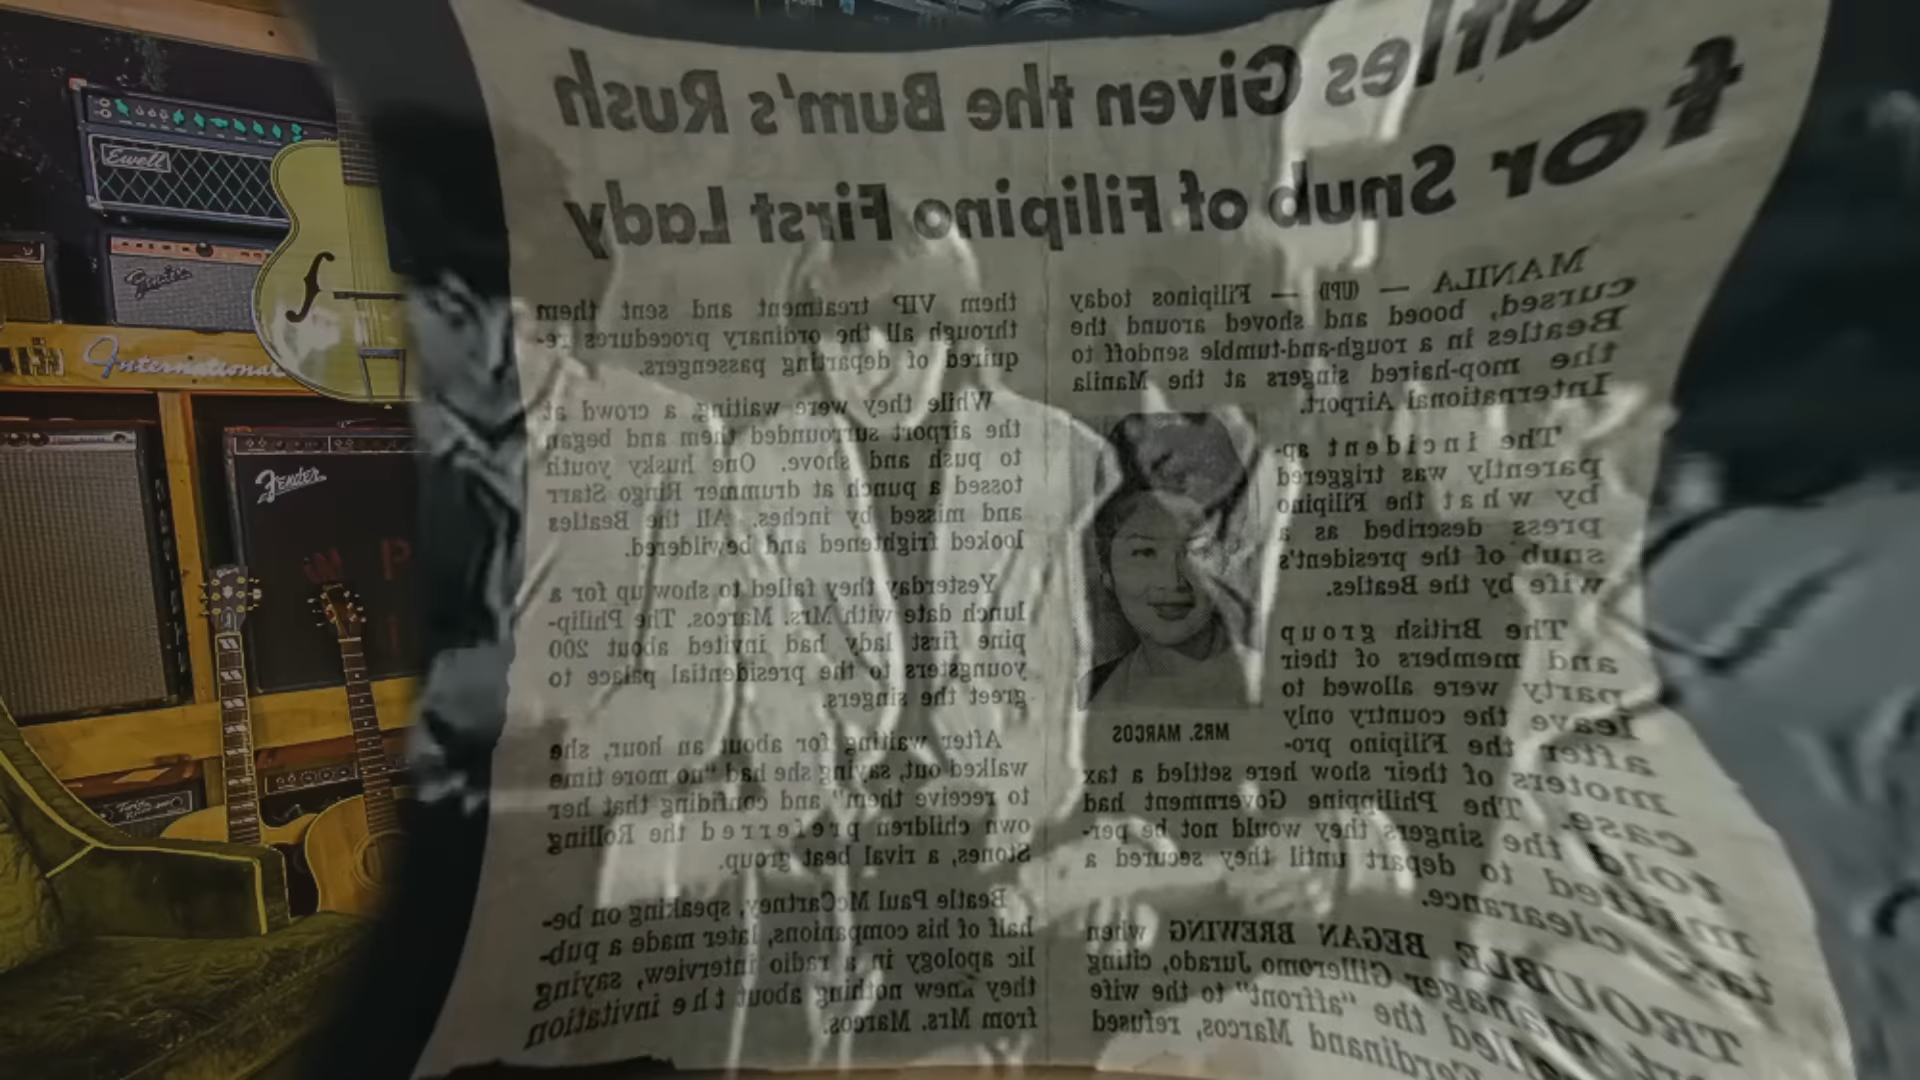 Ewell
Fender
International
Fender
Given the Bum's Rush
for Snub of Filipino First Lady
MANILA — (UPI) — Filipinos today
cursed, booed and shoved around the
Beatles in a rough-and-tumble sendoff to
the mop-haired singers at the Manila
International Airport.
The incident ap-
parently was triggered
by what the Filipino
press described as a
snub of the president's
wife by the Beatles.
The British group
and members of their
party were allowed to
leave the country only
after the Filipino pro-
moters of their show here settled a tax
case. The Philippine Government had
told the singers they would not be per-
mitted to depart until they secured a
tax clearance.
TROUBLE BEGAN BREWING when
manager Gilleromo Jurado, citing
the "affront" to the wife
Ferdinand Marcos, refused
MRS. MARCOS
them VIP treatment and sent them
through all the ordinary procedures re-
quired of departing passengers.
While they were waiting, a crowd at
the airport surrounded them and began
to push and shove. One husky youth
tossed a punch at drummer Ringo Starr
and missed by inches. All the Beatles
looked frightened and bewildered.
Yesterday they failed to show up for a
lunch date with Mrs. Marcos. The Philip-
pine first lady had invited about 200
youngsters to the presidential palace to
greet the singers.
After waiting for about an hour, she
walked out, saying she had "no more time
to receive them" and confiding that her
own children preferred the Rolling
Stones, a rival beat group.
Beatle Paul McCartney, speaking on be-
half of his companions, later made a pub-
lic apology in a radio interview, saying
they knew nothing about the invitation
from Mrs. Marcos.